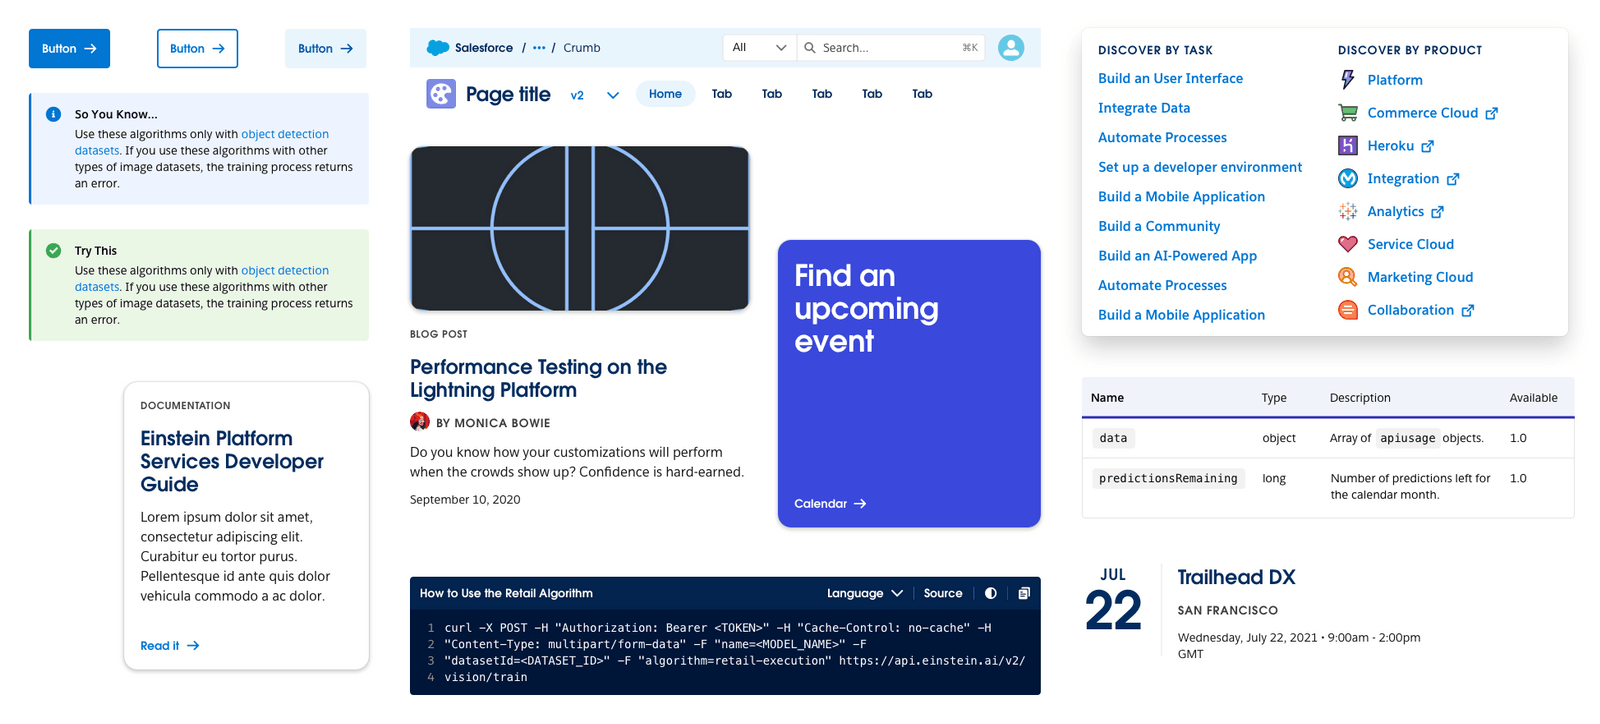 Button →
Button →
Button →
So You Know...
Use these algorithms only with object detection
datasets. If you use these algorithms with other
types of image datasets, the training process returns
an error.
Try This
Use these algorithms only with object detection
datasets. If you use these algorithms with other
types of image datasets, the training process returns
an error.
DOCUMENTATION
Einstein Platform
Services Developer
Guide
Lorem ipsum dolor sit amet,
consectetur adipiscing elit.
Curabitur eu tortor purus.
Pellentesque id ante quis dolor
vehicula commodo a ac dolor.
Read it →
Salesforce / ··· / Crumb
All
Search...
⌘K
Page title
v2
Home
Tab
Tab
Tab
Tab
Tab
BLOG POST
Performance Testing on the
Lightning Platform
BY MONICA BOWIE
Do you know how your customizations will perform
when the crowds show up? Confidence is hard-earned.
September 10, 2020
Find an
upcoming
event
Calendar →
How to Use the Retail Algorithm
Language
Source
1 curl -X POST -H "Authorization: Bearer <TOKEN>" -H "Cache-Control: no-cache" -H
2 "Content-Type: multipart/form-data" -F "name=<MODEL_NAME>" -F
3 "datasetId=<DATASET_ID>" -F "algorithm=retail-execution" https://api.einstein.ai/v2/
4 vision/train
DISCOVER BY TASK
Build an User Interface
Integrate Data
Automate Processes
Set up a developer environment
Build a Mobile Application
Build a Community
Build an AI-Powered App
Automate Processes
Build a Mobile Application
DISCOVER BY PRODUCT
Platform
Commerce Cloud
Heroku
Integration
Analytics
Service Cloud
Marketing Cloud
Collaboration
Name Type Description Available
data object Array of apiusage objects. 1.0
predictionsRemaining long Number of predictions left for 1.0
the calendar month.
JUL
22
Trailhead DX
SAN FRANCISCO
Wednesday, July 22, 2021 • 9:00am - 2:00pm
GMT